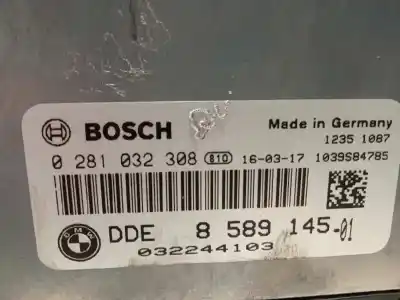 BOSCH
Made in Germany
1235 1087
0 281 032 308 810 16-03-17 1039S84785
BMW
DDE 8 589 145-01
032244103